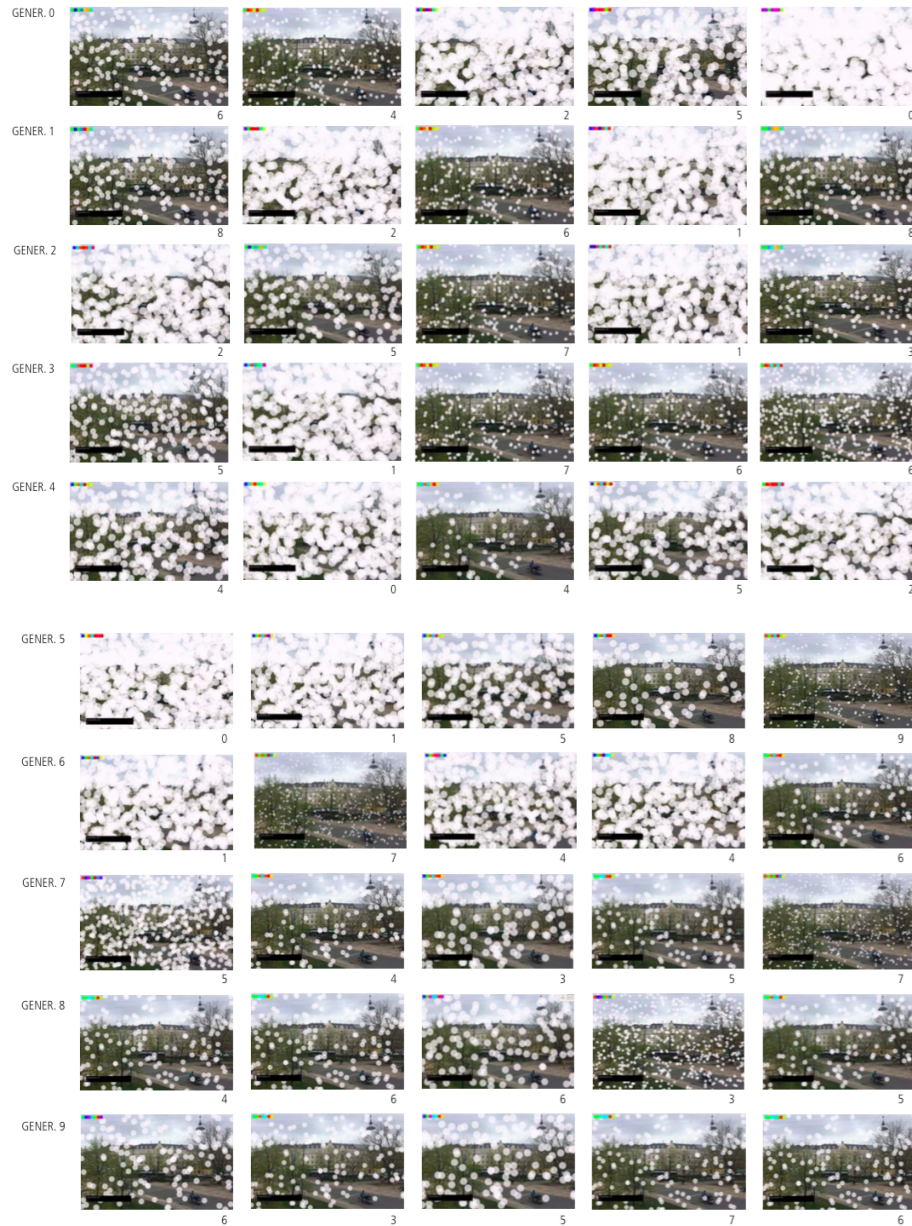 GENER. 0
6 4 2 5 0
GENER. 1
8 2 6 1 8
GENER. 2
2 5 7 1 3
GENER. 3
5 1 7 6 6
GENER. 4
4 0 4 5 2
GENER. 5
0 1 5 8 9
GENER. 6
1 7 4 4 6
GENER. 7
5 4 3 5 7
GENER. 8
4 6 6 3 5
GENER. 9
6 3 5 7 6